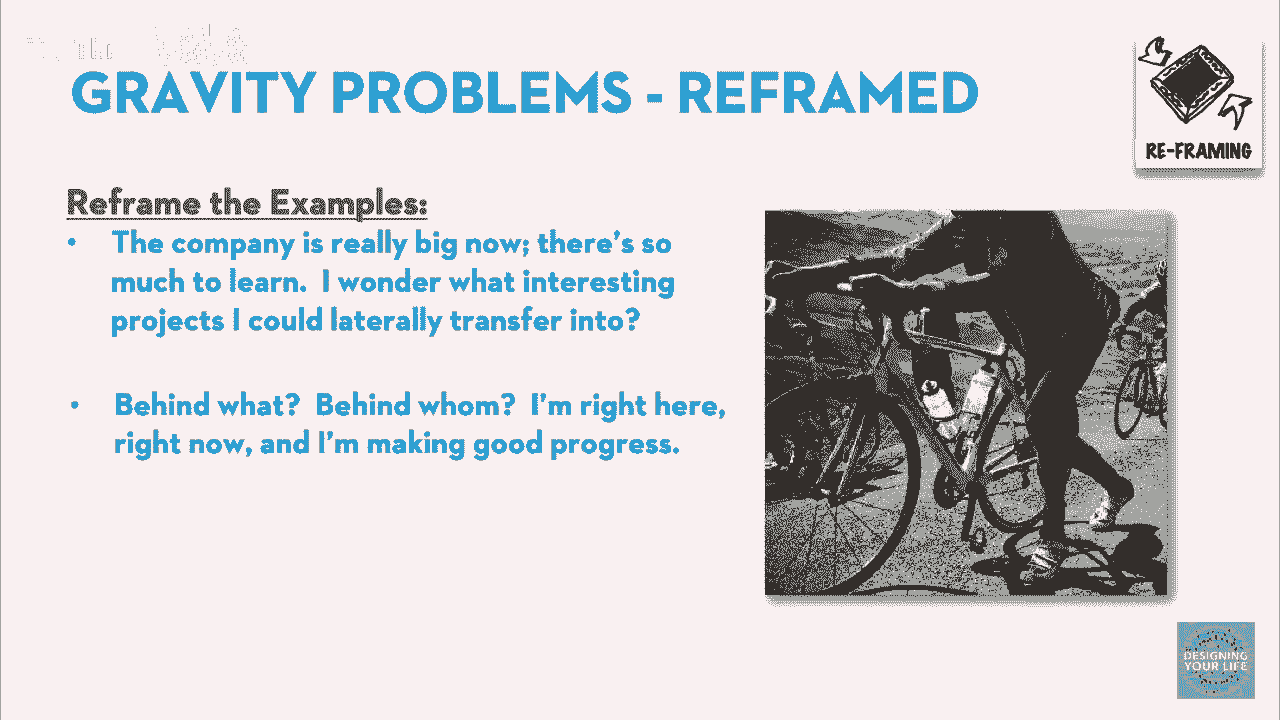 GRAVITY PROBLEMS - REFRAMED
RE-FRAMING
Reframe the Examples:
• The company is really big now; there's so
much to learn. I wonder what interesting
projects I could laterally transfer into?
• Behind what? Behind whom? I'm right here,
right now, and I'm making good progress.
DESIGNING
YOUR LIFE